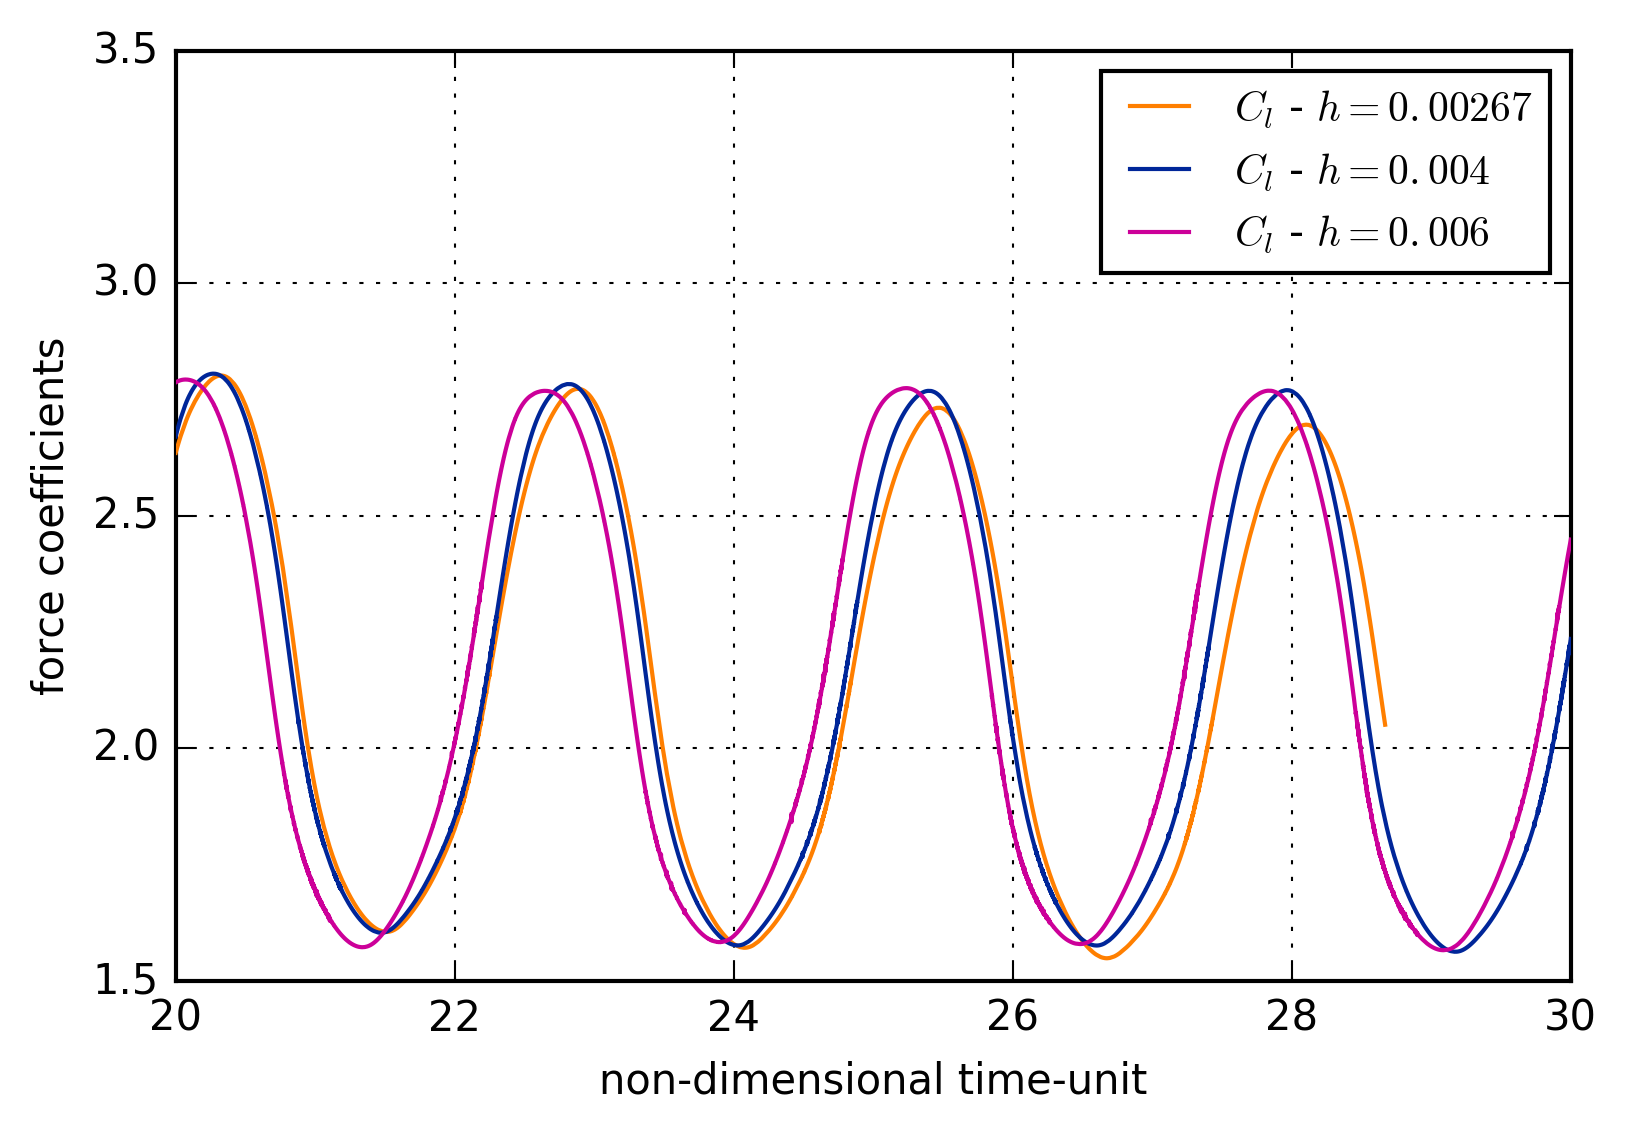 3.5
3.0
2.5
2.0
1.5
20 22 24 26 28 30
force coefficients
non-dimensional time-unit
C_l - h = 0.00267
C_l - h = 0.004
C_l - h = 0.006